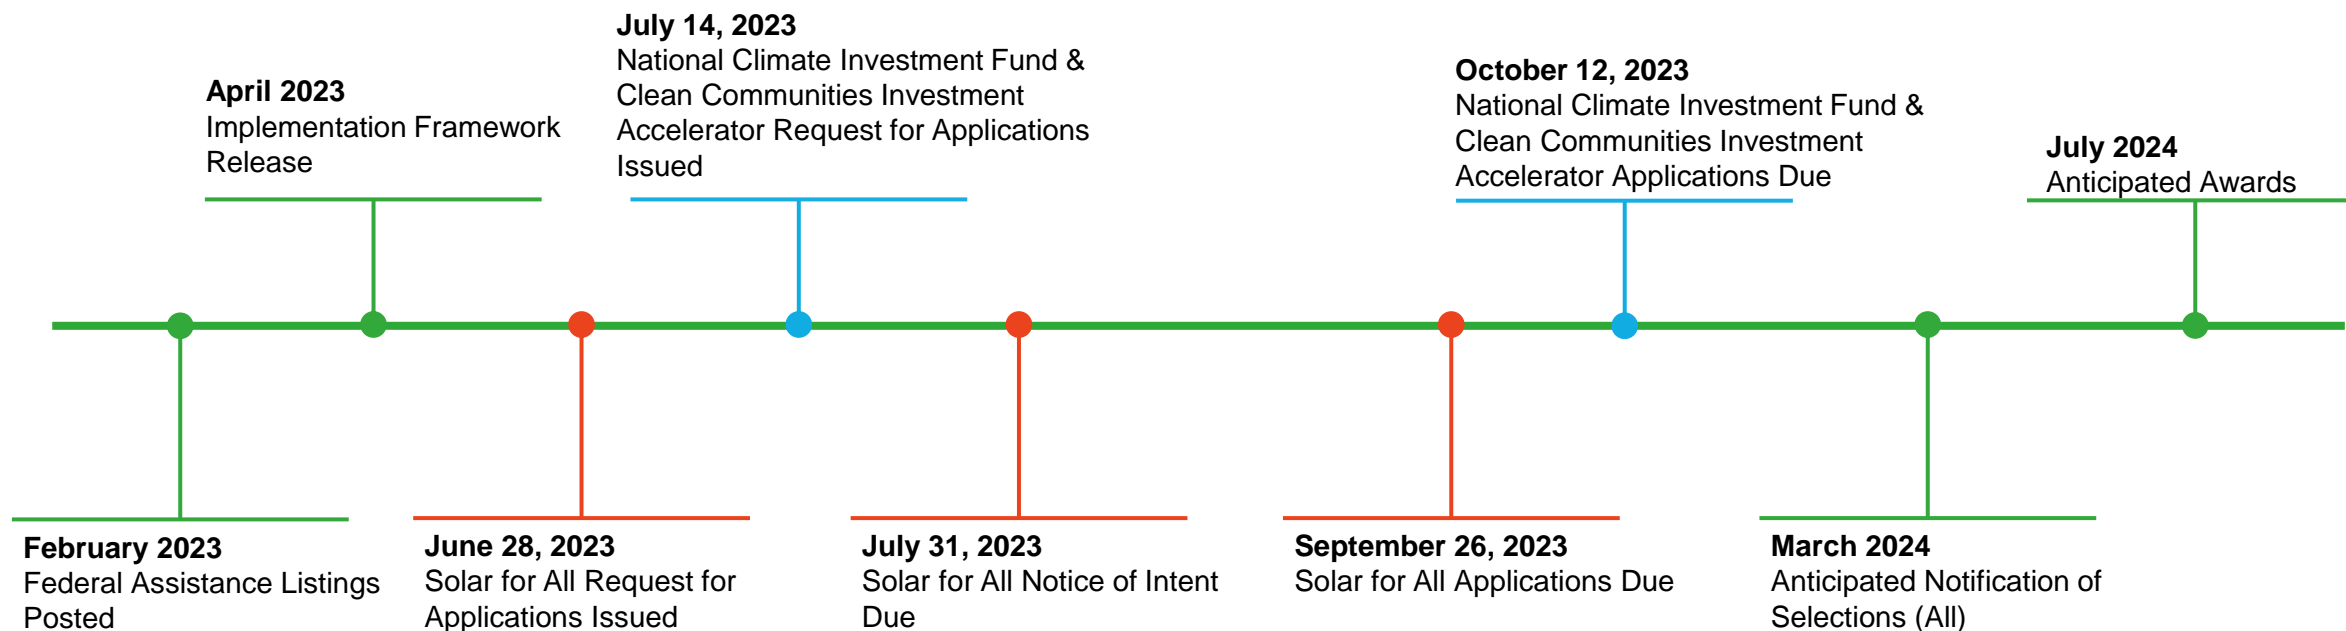 February 2023
Federal Assistance Listings
Posted
April 2023
Implementation Framework
Release
June 28, 2023
Solar for All Request for
Applications Issued
July 14, 2023
National Climate Investment Fund &
Clean Communities Investment
Accelerator Request for Applications
Issued
July 31, 2023
Solar for All Notice of Intent
Due
September 26, 2023
Solar for All Applications Due
October 12, 2023
National Climate Investment Fund &
Clean Communities Investment
Accelerator Applications Due
March 2024
Anticipated Notification of
Selections (All)
July 2024
Anticipated Awards